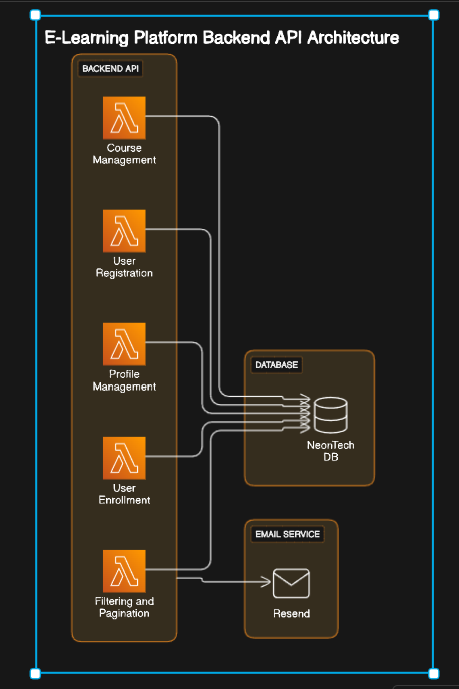 E-Learning Platform Backend API Architecture
BACKEND API
Course
Management
User
Registration
Profile
Management
User
Enrollment
Filtering and
Pagination
DATABASE
NeonTech
DB
EMAIL SERVICE
Resend